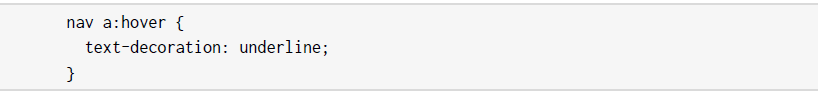 nav a:hover {
  text-decoration: underline;
}